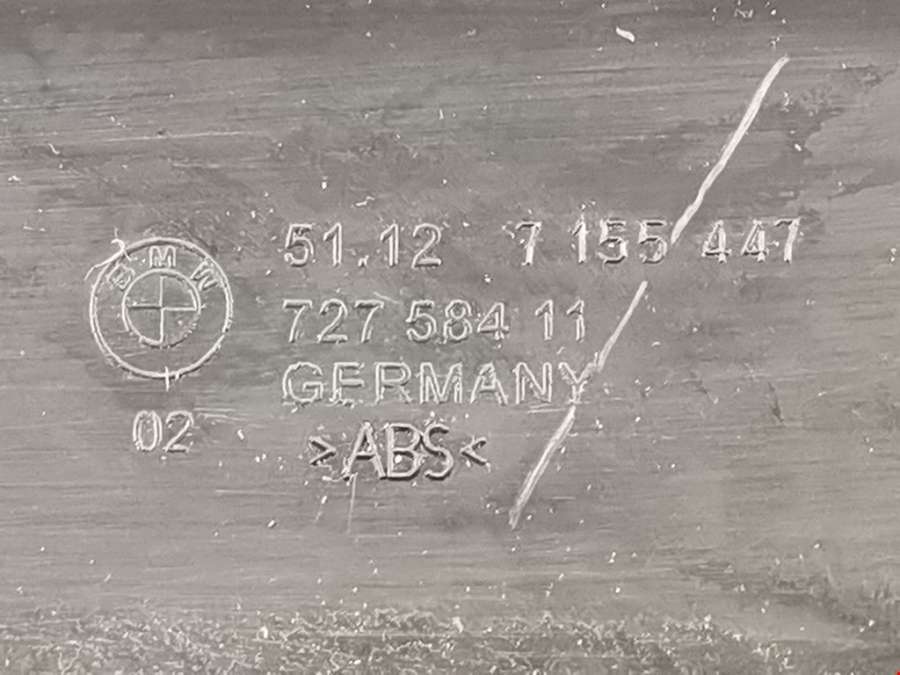 BMW
51.12 7 155 447
727 584 11
GERMANY
02
>ABS<